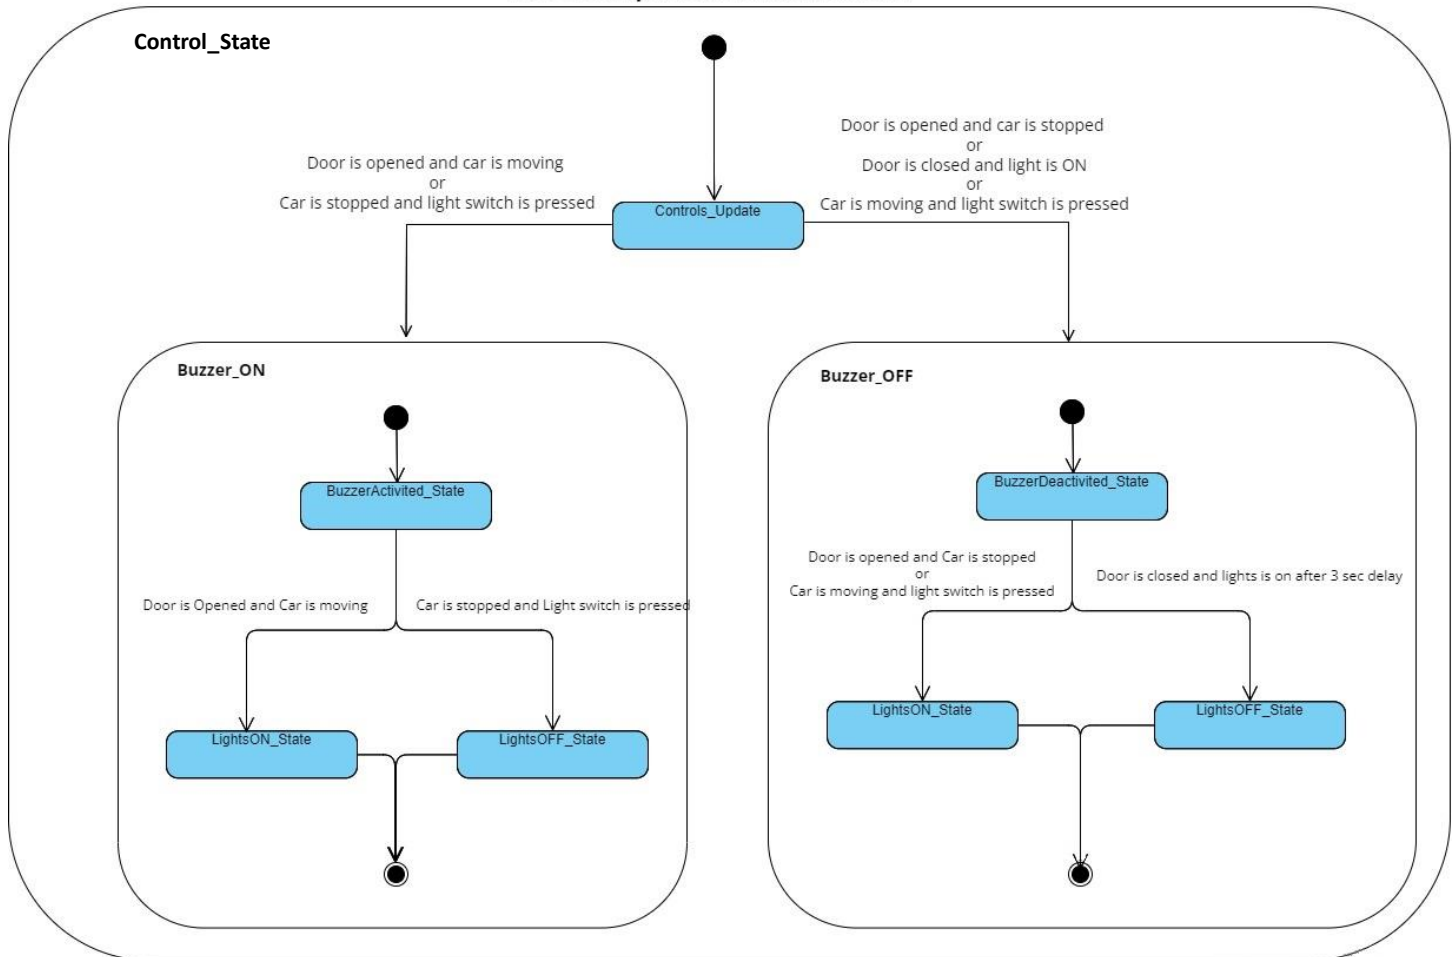 Control_State
Door is opened and car is stopped
or
Door is closed and light is ON
or
Car is moving and light switch is pressed
Door is opened and car is moving
or
Car is stopped and light switch is pressed
Controls_Update
Buzzer_ON
BuzzerActivited_State
Door is Opened and Car is moving
Car is stopped and Light switch is pressed
LightsON_State
LightsOFF_State
Buzzer_OFF
BuzzerDeactivited_State
Door is opened and Car is stopped
or
Car is moving and light switch is pressed
Door is closed and lights is on after 3 sec delay
LightsON_State
LightsOFF_State